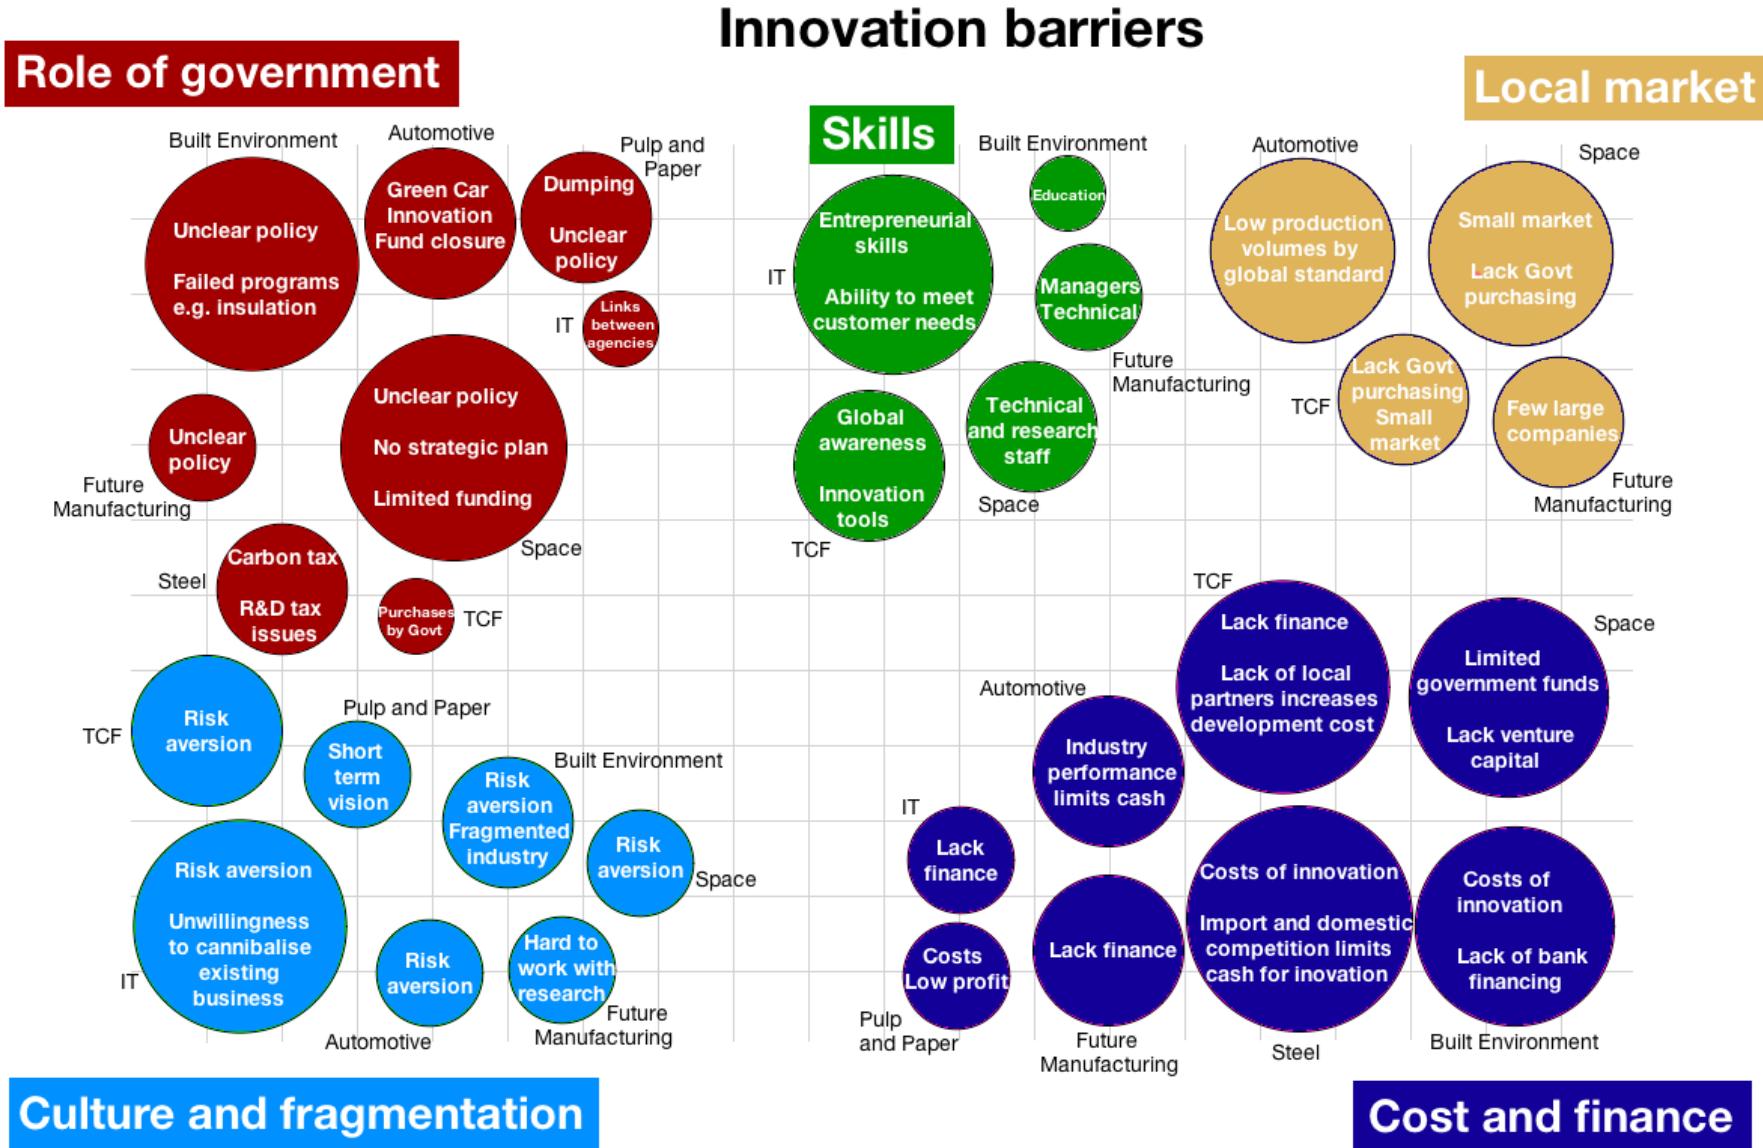 Innovation barriers
Role of government
Built Environment
Unclear policy
Failed programs
e.g. insulation
Automotive
Green Car
Innovation
Fund closure
Pulp and
Paper
Dumping
Unclear
policy
IT
Links
between
agencies
Future
Manufacturing
Unclear
policy
Unclear policy
No strategic plan
Limited funding
Space
Steel
Carbon tax
R&D tax
issues
Purchases
by Govt
TCF
Skills
IT
Entrepreneurial
skills
Ability to meet
customer needs
Built Environment
Education
Managers
Technical
Future
Manufacturing
Global
awareness
Innovation
tools
TCF
Technical
and research
staff
Space
Local market
Automotive
Low production
volumes by
global standard
Space
Small market
Lack Govt
purchasing
TCF
Lack Govt
purchasing
Small
market
Few large
companies
Future
Manufacturing
TCF
Risk
aversion
Pulp and Paper
Short
term
vision
Built Environment
Risk
aversion
Fragmented
industry
Risk
aversion
Space
IT
Risk aversion
Unwillingness
to cannibalise
existing
business
Risk
aversion
Automotive
Hard to
work with
research
Future
Manufacturing
Culture and fragmentation
TCF
Lack finance
Lack of local
partners increases
development cost
Space
Limited
government funds
Lack venture
capital
Automotive
Industry
performance
limits cash
IT
Lack
finance
Costs
Low profit
Pulp
and Paper
Lack finance
Future
Manufacturing
Costs of innovation
Import and domestic
competition limits
cash for inovation
Steel
Costs of
innovation
Lack of bank
financing
Built Environment
Cost and finance